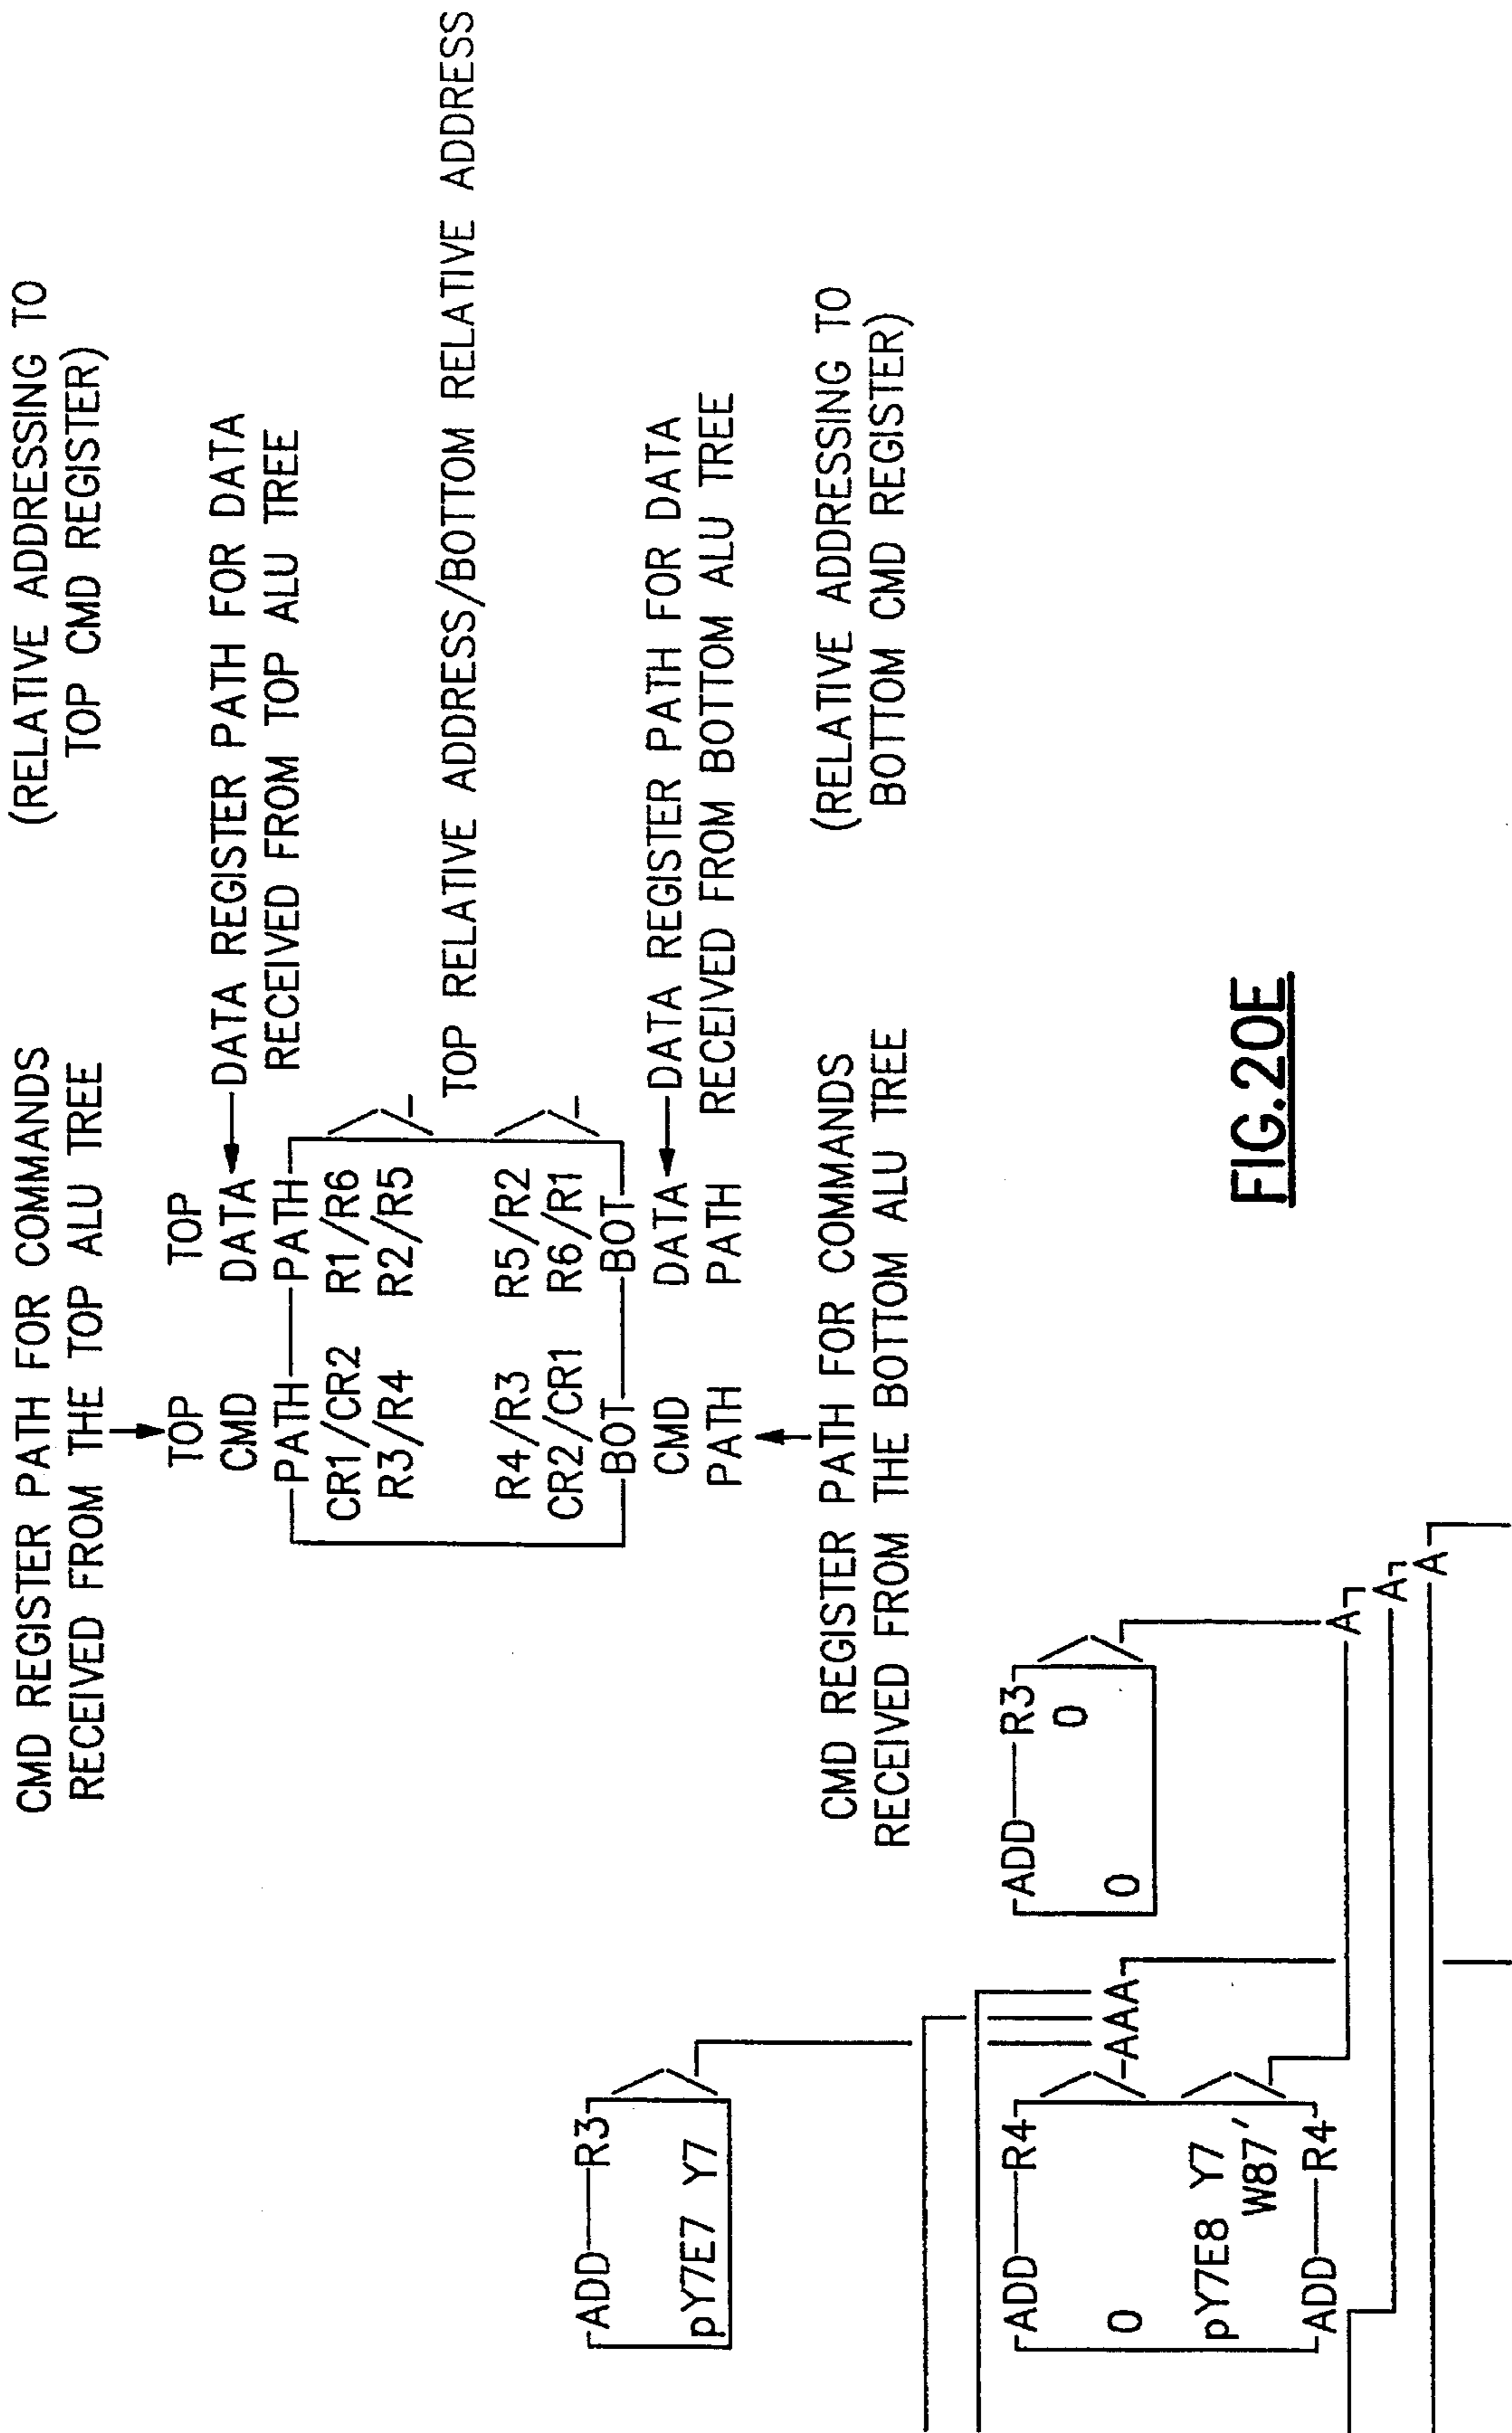 CMD REGISTER PATH FOR COMMANDS
RECEIVED FROM THE TOP ALU TREE
(RELATIVE ADDRESSING TO
TOP CMD REGISTER)
TOP TOP
CMD DATA
DATA REGISTER PATH FOR DATA
RECEIVED FROM TOP ALU TREE
PATH PATH
CR1/CR2 R1/R6
R3/R4 R2/R5
TOP RELATIVE ADDRESS/BOTTOM RELATIVE ADDRESS
R4/R3 R5/R2
CR2/CR1 R6/R1
BOT BOT
CMD DATA
PATH PATH
DATA REGISTER PATH FOR DATA
RECEIVED FROM BOTTOM ALU TREE
CMD REGISTER PATH FOR COMMANDS
RECEIVED FROM THE BOTTOM ALU TREE
(RELATIVE ADDRESSING TO
BOTTOM CMD REGISTER)
ADD R3
pY7E7 Y7
ADD R4
0
AAA
pY7E8 Y7
W87'
ADD R4
ADD R3
0
0
A
A
A
FIG.20E